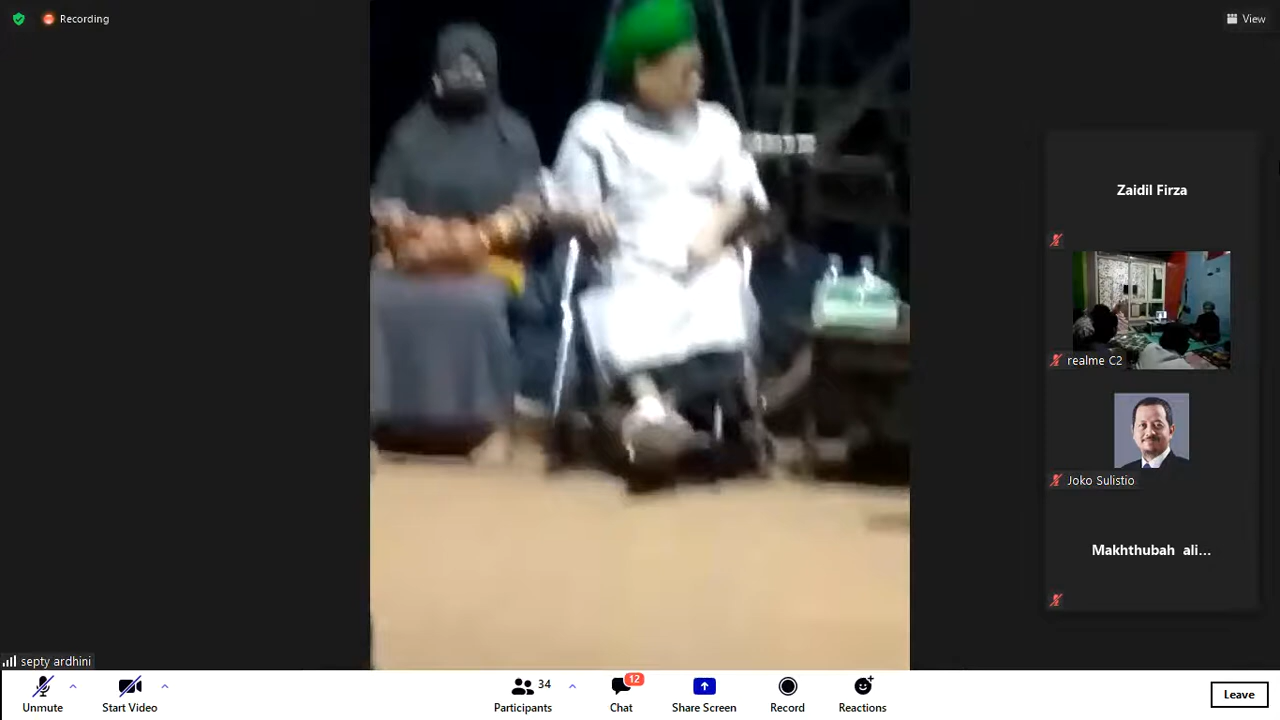 Recording
View
Zaidil Firza
realme C2
Joko Sulistio
Makhthubah ali...
septy ardhini
Unmute
Start Video
34
Participants
12
Chat
Share Screen
Record
Reactions
Leave